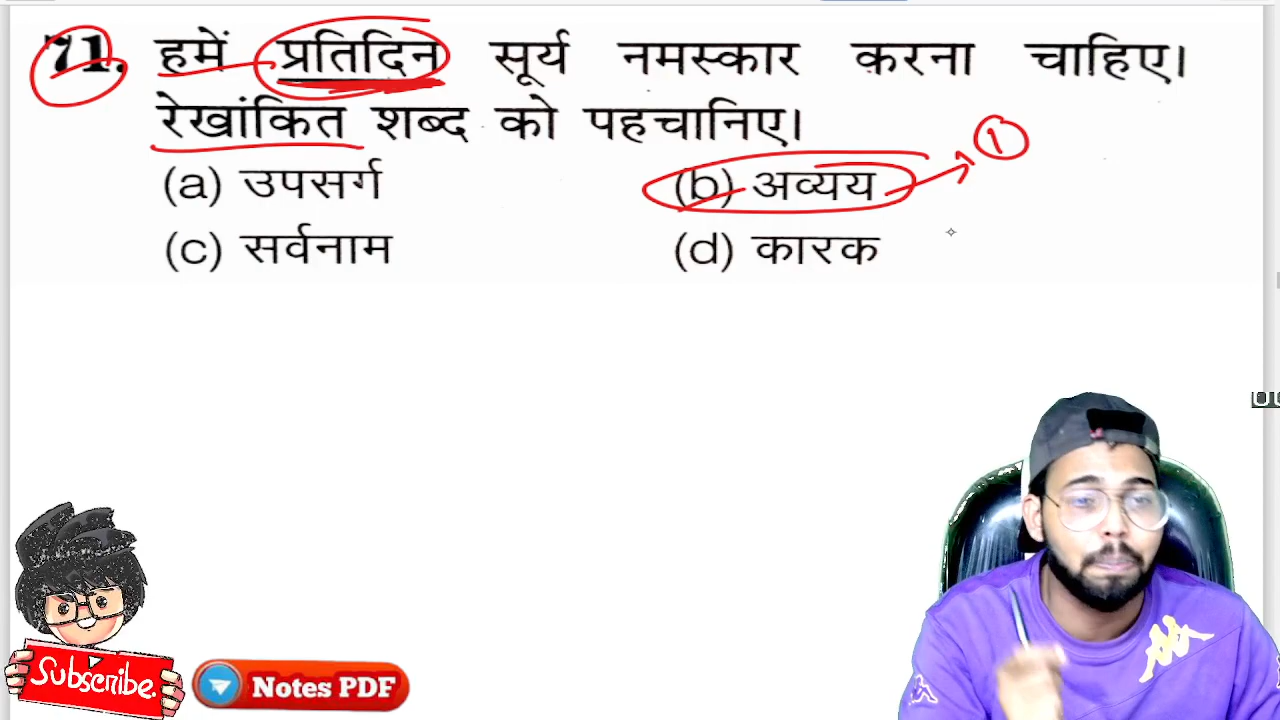 71. हमें प्रतिदिन सूर्य नमस्कार करना चाहिए।
रेखांकित शब्द को पहचानिए।
(a) उपसर्ग (b) अव्यय
(c) सर्वनाम (d) कारक
1
Subscribe.
Notes PDF